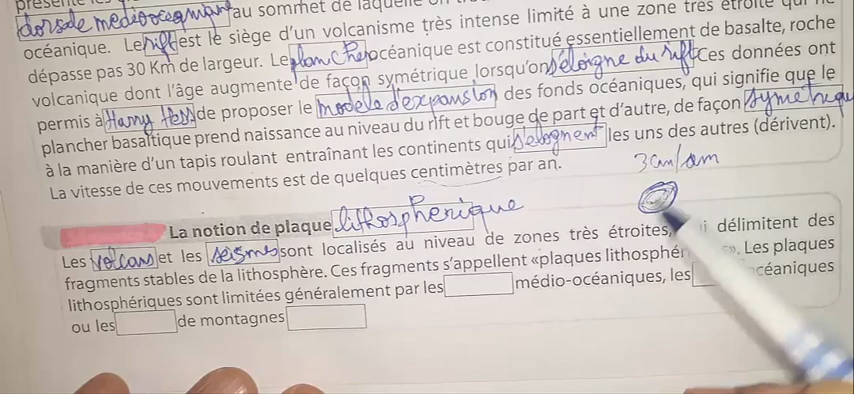 dorsale médioocéanique au sommet de laquelle on
océanique. Le rift est le siège d'un volcanisme très intense limité à une zone très étroite qui
dépasse pas 30 Km de largeur. Le plancher océanique est constitué essentiellement de basalte, roche
volcanique dont l'âge augmente de façon symétrique lorsqu'on s'éloigne du rift Ces données ont
permis à Harry Hess de proposer le modèle d'expansion des fonds océaniques, qui signifie que le
plancher basaltique prend naissance au niveau du rift et bouge de part et d'autre, de façon symétrique
à la manière d'un tapis roulant entraînant les continents qui s'éloignent les uns des autres (dérivent).
La vitesse de ces mouvements est de quelques centimètres par an. 3 cm/am
La notion de plaque lithosphérique
Les volcans et les séismes sont localisés au niveau de zones très étroites, délimitent des
fragments stables de la lithosphère. Ces fragments s'appellent «plaques ». Les plaques
lithosphériques sont limitées généralement par les médio-océaniques, les océaniques
ou les de montagnes